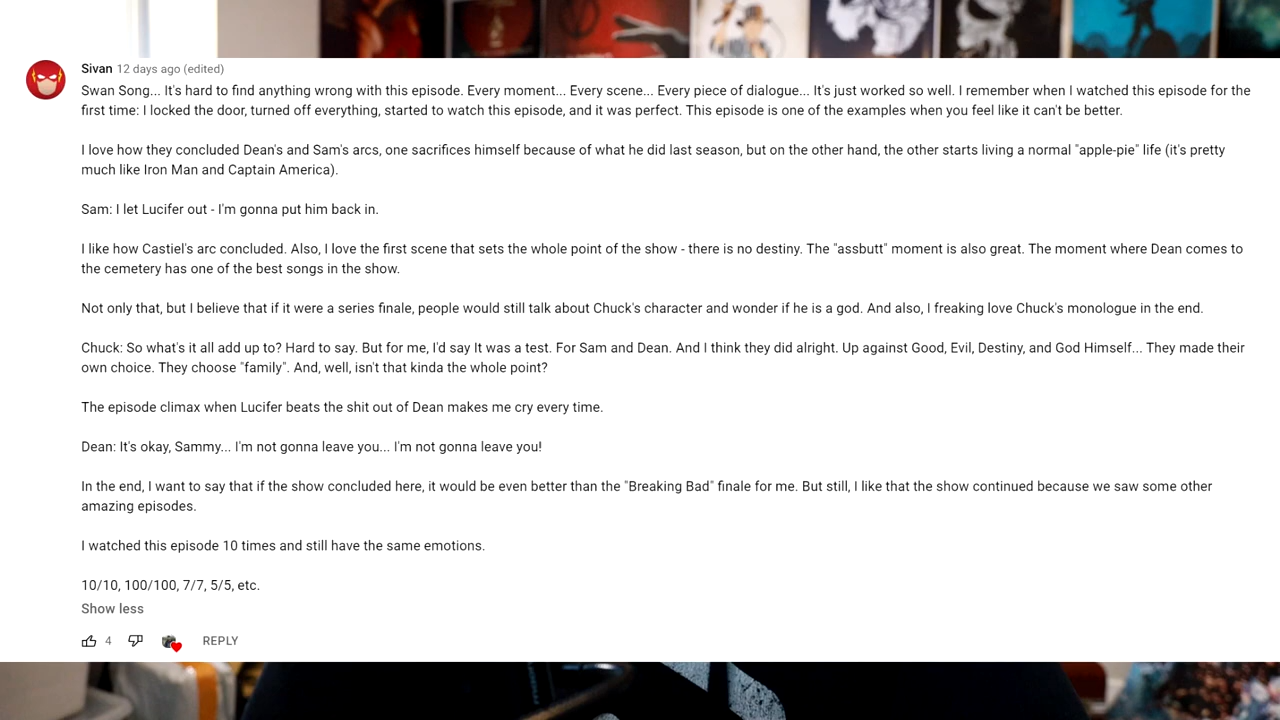 Sivan 12 days ago (edited)
Swan Song... It's hard to find anything wrong with this episode. Every moment... Every scene... Every piece of dialogue... It's just worked so well. I remember when I watched this episode for the
first time: I locked the door, turned off everything, started to watch this episode, and it was perfect. This episode is one of the examples when you feel like it can't be better.
I love how they concluded Dean's and Sam's arcs, one sacrifices himself because of what he did last season, but on the other hand, the other starts living a normal "apple-pie" life (it's pretty
much like Iron Man and Captain America).
Sam: I let Lucifer out - I'm gonna put him back in.
I like how Castiel's arc concluded. Also, I love the first scene that sets the whole point of the show - there is no destiny. The "assbutt" moment is also great. The moment where Dean comes to
the cemetery has one of the best songs in the show.
Not only that, but I believe that if it were a series finale, people would still talk about Chuck's character and wonder if he is a god. And also, I freaking love Chuck's monologue in the end.
Chuck: So what's it all add up to? Hard to say. But for me, I'd say It was a test. For Sam and Dean. And I think they did alright. Up against Good, Evil, Destiny, and God Himself... They made their
own choice. They choose "family". And, well, isn't that kinda the whole point?
The episode climax when Lucifer beats the shit out of Dean makes me cry every time.
Dean: It's okay, Sammy... I'm not gonna leave you... I'm not gonna leave you!
In the end, I want to say that if the show concluded here, it would be even better than the "Breaking Bad" finale for me. But still, I like that the show continued because we saw some other
amazing episodes.
I watched this episode 10 times and still have the same emotions.
10/10, 100/100, 7/7, 5/5, etc.
Show less
4 REPLY